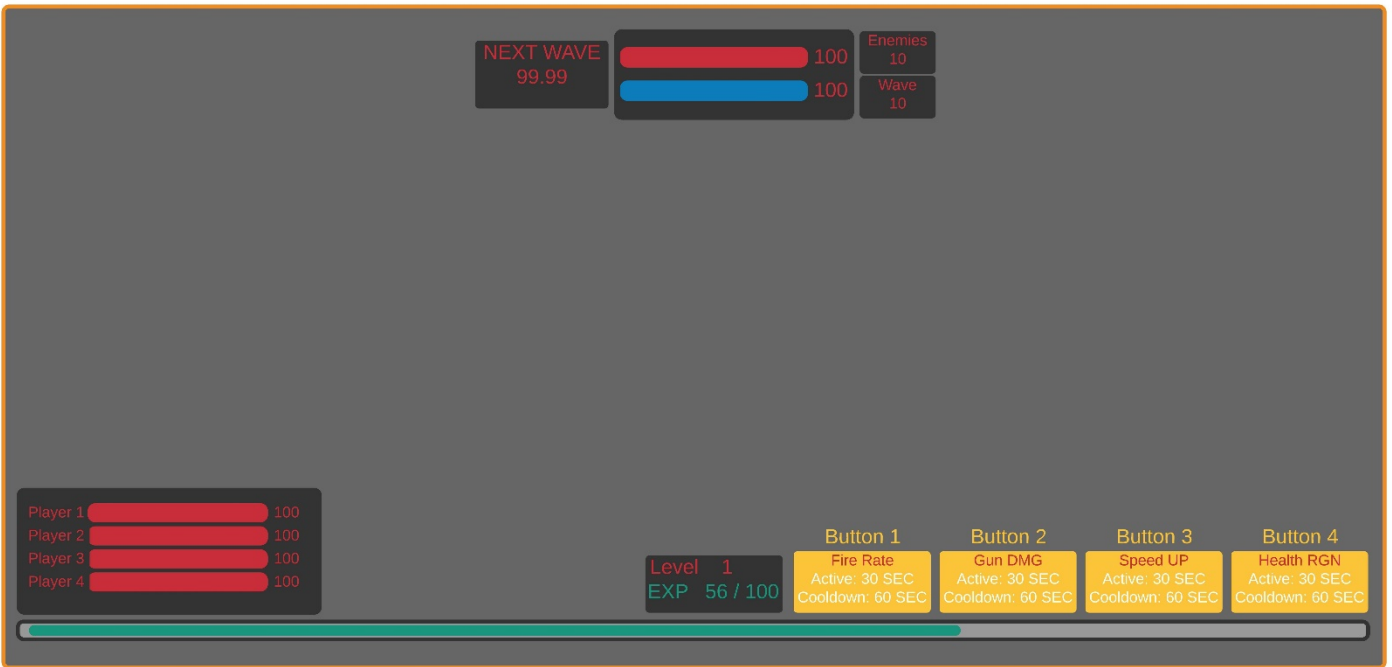 NEXT WAVE
99.99
100
100
Enemies
10
Wave
10
Player 1 100
Player 2 100
Player 3 100
Player 4 100
Level 1
EXP 56 / 100
Button 1
Fire Rate
Active: 30 SEC
Cooldown: 60 SEC
Button 2
Gun DMG
Active: 30 SEC
Cooldown: 60 SEC
Button 3
Speed UP
Active: 30 SEC
Cooldown: 60 SEC
Button 4
Health RGN
Active: 30 SEC
Cooldown: 60 SEC